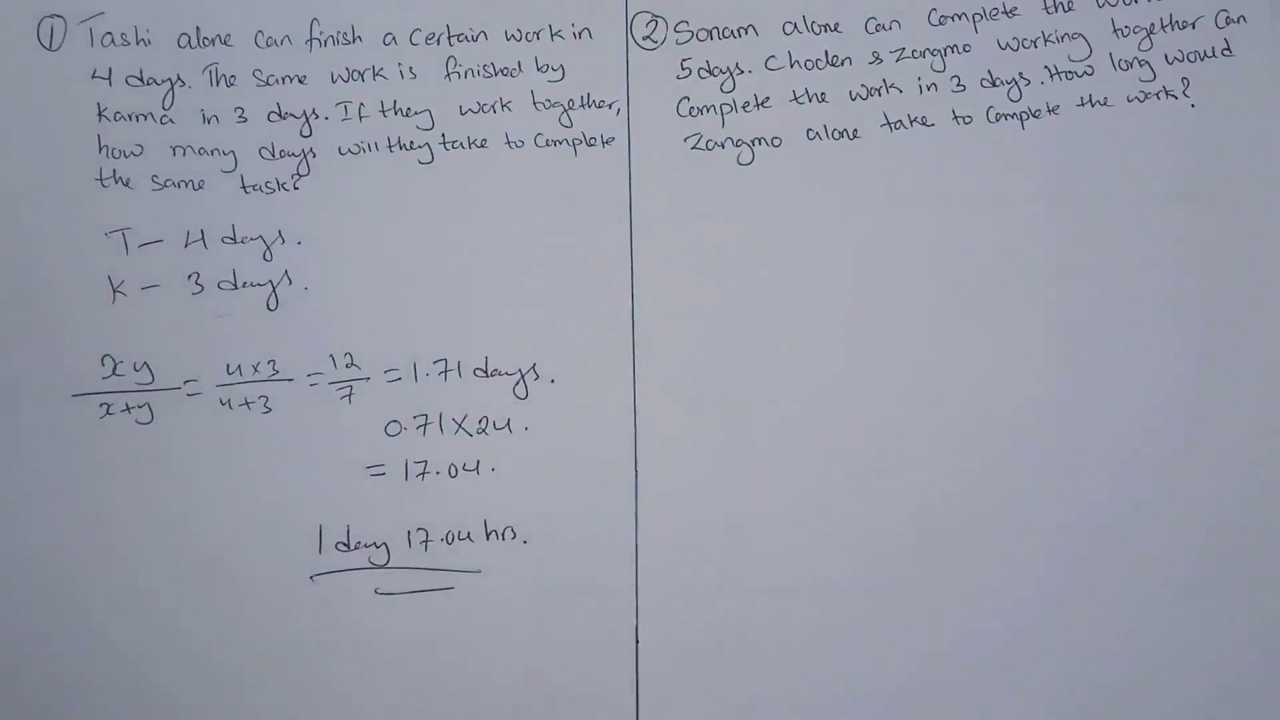 ① Tashi alone can finish a certain work in
4 days. The same work is finished by
Karma in 3 days. If they work together,
how many days will they take to complete
the same task?
T - 4 days.
K - 3 days.
xy/x+y = 4×3/4+3 = 12/7 = 1.71 days.
0.71×24.
= 17.04.
1 day 17.04 hrs.
② Sonam alone can complete the
5 days. Choden & Zangmo working together can
complete the work in 3 days. How long would
Zangmo alone take to complete the work?